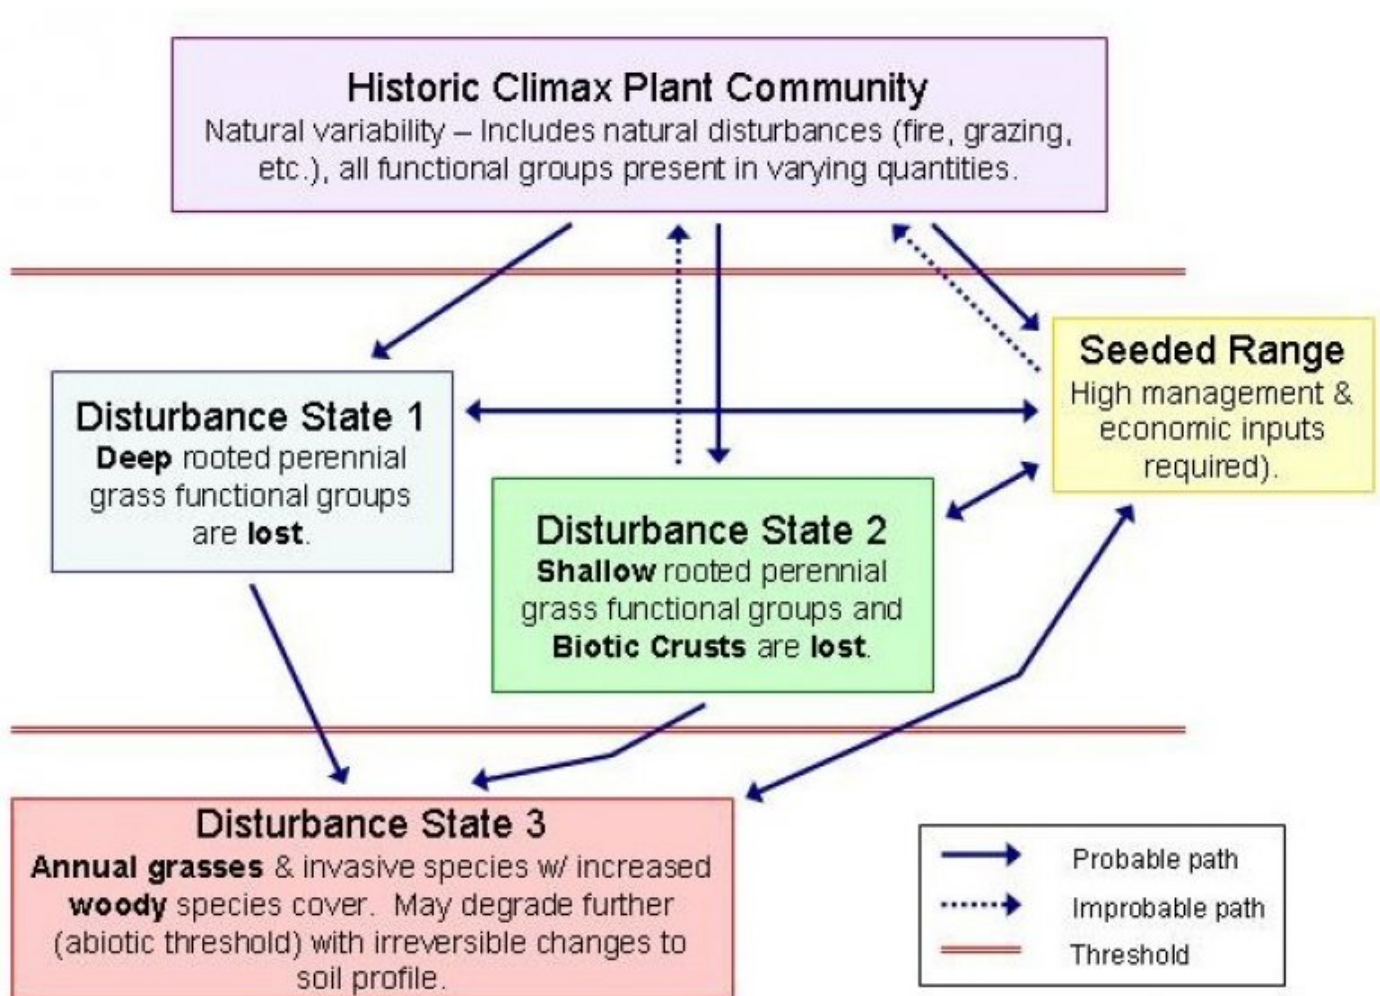 Historic Climax Plant Community
Natural variability – Includes natural disturbances (fire, grazing,
etc.), all functional groups present in varying quantities.
Seeded Range
High management &
economic inputs
required).
Disturbance State 1
Deep rooted perennial
grass functional groups
are lost.
Disturbance State 2
Shallow rooted perennial
grass functional groups and
Biotic Crusts are lost.
Disturbance State 3
Annual grasses & invasive species w/ increased
woody species cover. May degrade further
(abiotic threshold) with irreversible changes to
soil profile.
Probable path
Improbable path
Threshold